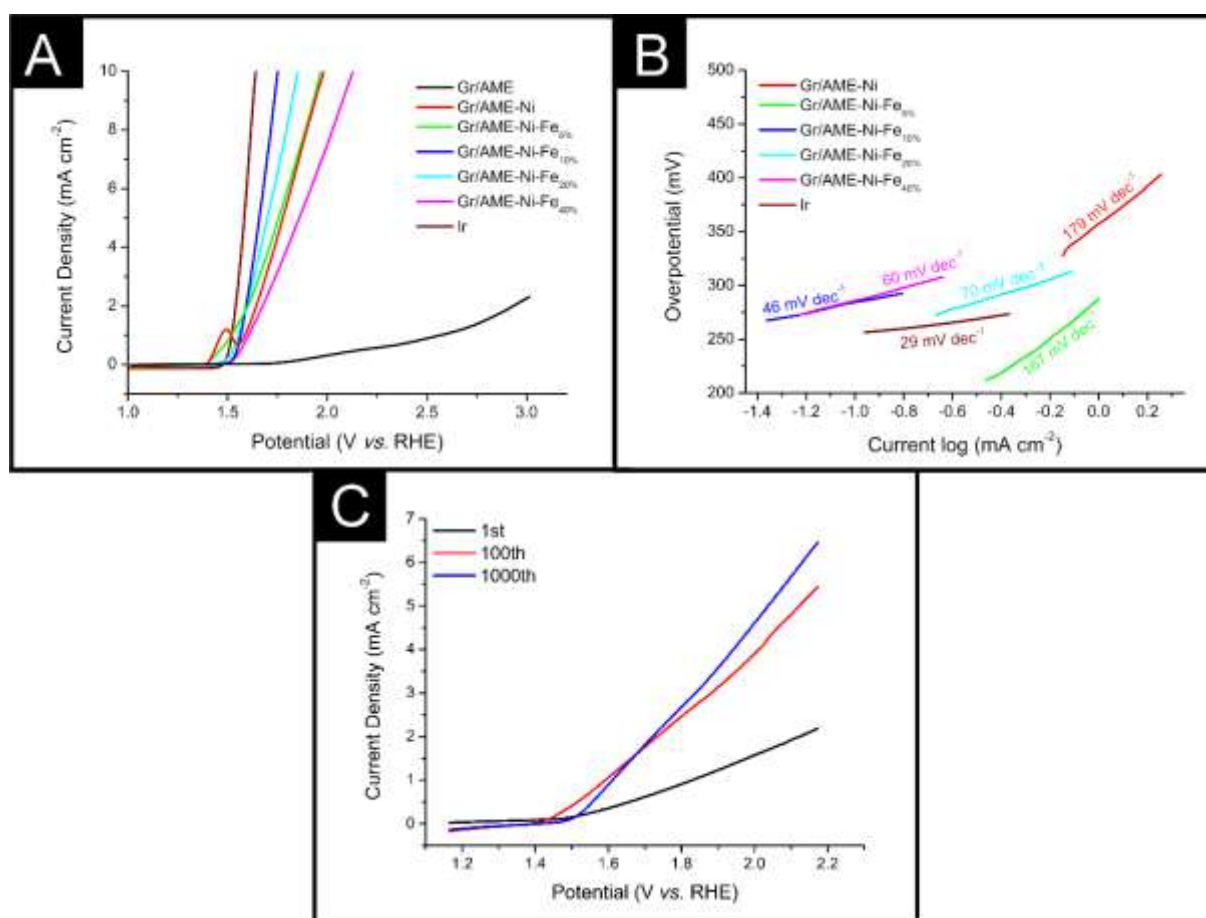 A
Current Density (mA cm⁻²)
10
8
6
4
2
0
1.0
1.5
2.0
2.5
3.0
Potential (V vs. RHE)
Gr/AME
Gr/AME-Ni
Gr/AME-Ni-Fe5%
Gr/AME-Ni-Fe10%
Gr/AME-Ni-Fe20%
Gr/AME-Ni-Fe40%
Ir
B
Overpotential (mV)
500
450
400
350
300
250
200
-1.4
-1.2
-1.0
-0.8
-0.6
-0.4
-0.2
0.0
0.2
Current log (mA cm⁻²)
Gr/AME-Ni
Gr/AME-Ni-Fe5%
Gr/AME-Ni-Fe10%
Gr/AME-Ni-Fe20%
Gr/AME-Ni-Fe40%
Ir
179 mV dec⁻¹
60 mV dec⁻¹
46 mV dec⁻¹
70 mV dec⁻¹
29 mV dec⁻¹
167 mV dec⁻¹
C
Current Density (mA cm⁻²)
7
6
5
4
3
2
1
0
1.2
1.4
1.6
1.8
2.0
2.2
Potential (V vs. RHE)
1st
100th
1000th